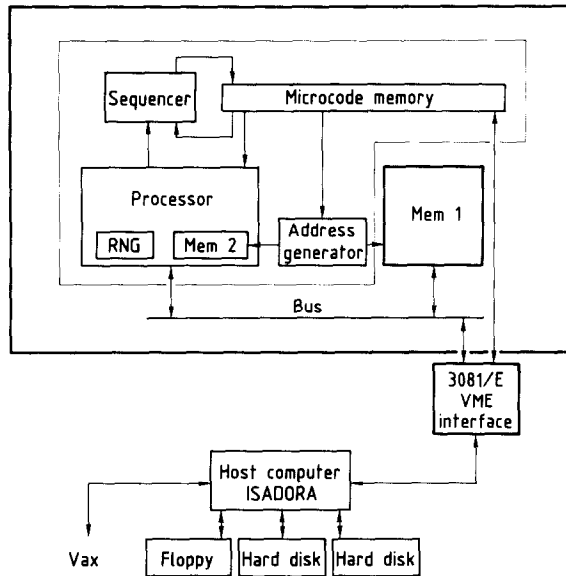 Sequencer
Microcode memory
Processor
RNG
Mem 2
Address
generator
Mem 1
Bus
3081/E
VME
interface
Host computer
ISADORA
Vax
Floppy
Hard disk
Hard disk